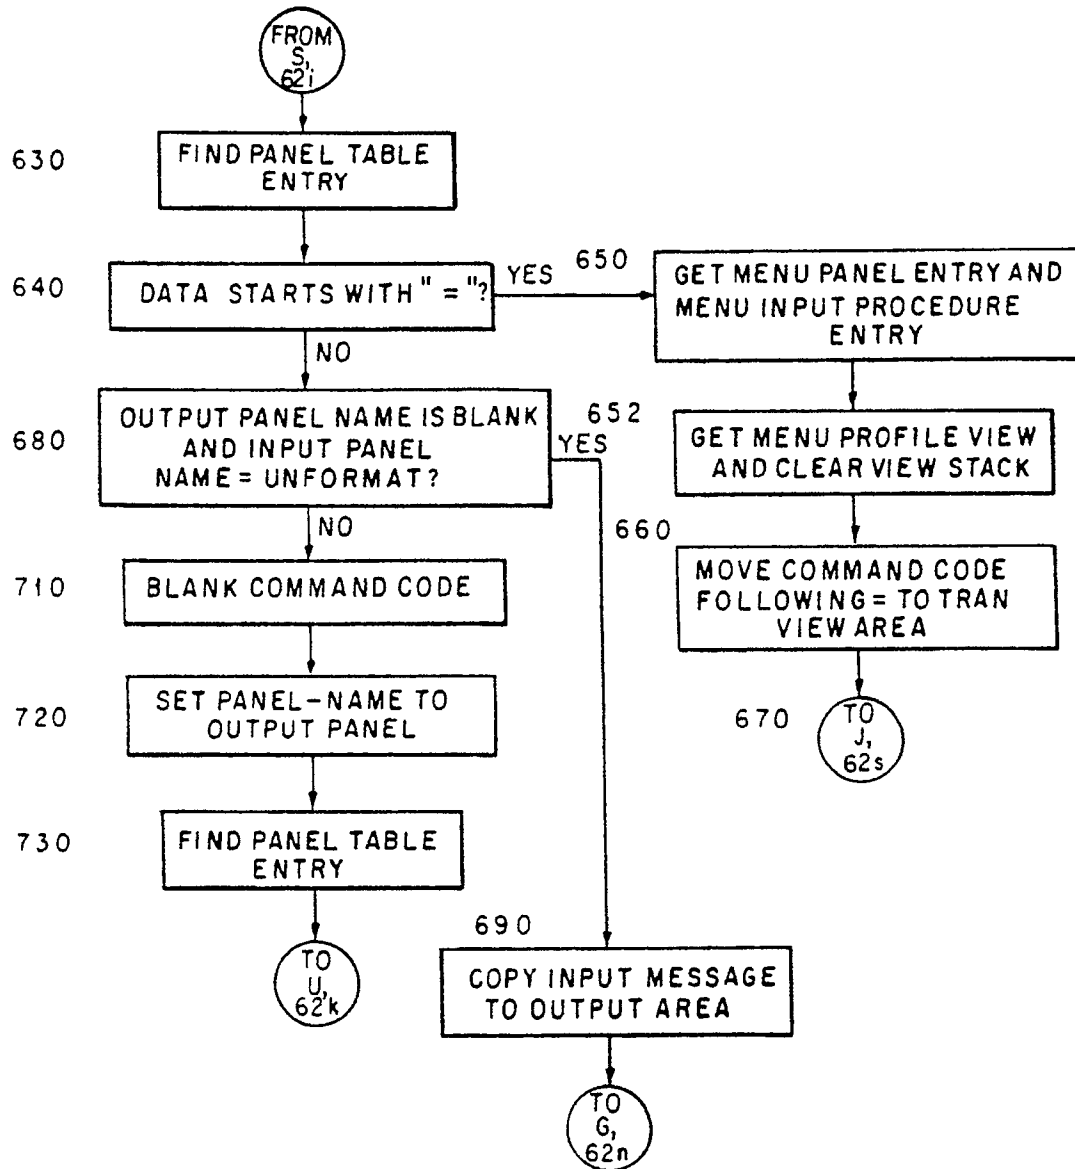 FROM
S,
62i
630
FIND PANEL TABLE
ENTRY
640
DATA STARTS WITH " = "?
YES
650
GET MENU PANEL ENTRY AND
MENU INPUT PROCEDURE
ENTRY
NO
680
OUTPUT PANEL NAME IS BLANK
AND INPUT PANEL
NAME = UNFORMAT?
YES
652
GET MENU PROFILE VIEW
AND CLEAR VIEW STACK
NO
660
MOVE COMMAND CODE
FOLLOWING = TO TRAN
VIEW AREA
710
BLANK COMMAND CODE
720
SET PANEL-NAME TO
OUTPUT PANEL
670
TO
J,
62s
730
FIND PANEL TABLE
ENTRY
TO
U,
62k
690
COPY INPUT MESSAGE
TO OUTPUT AREA
TO
G,
62n